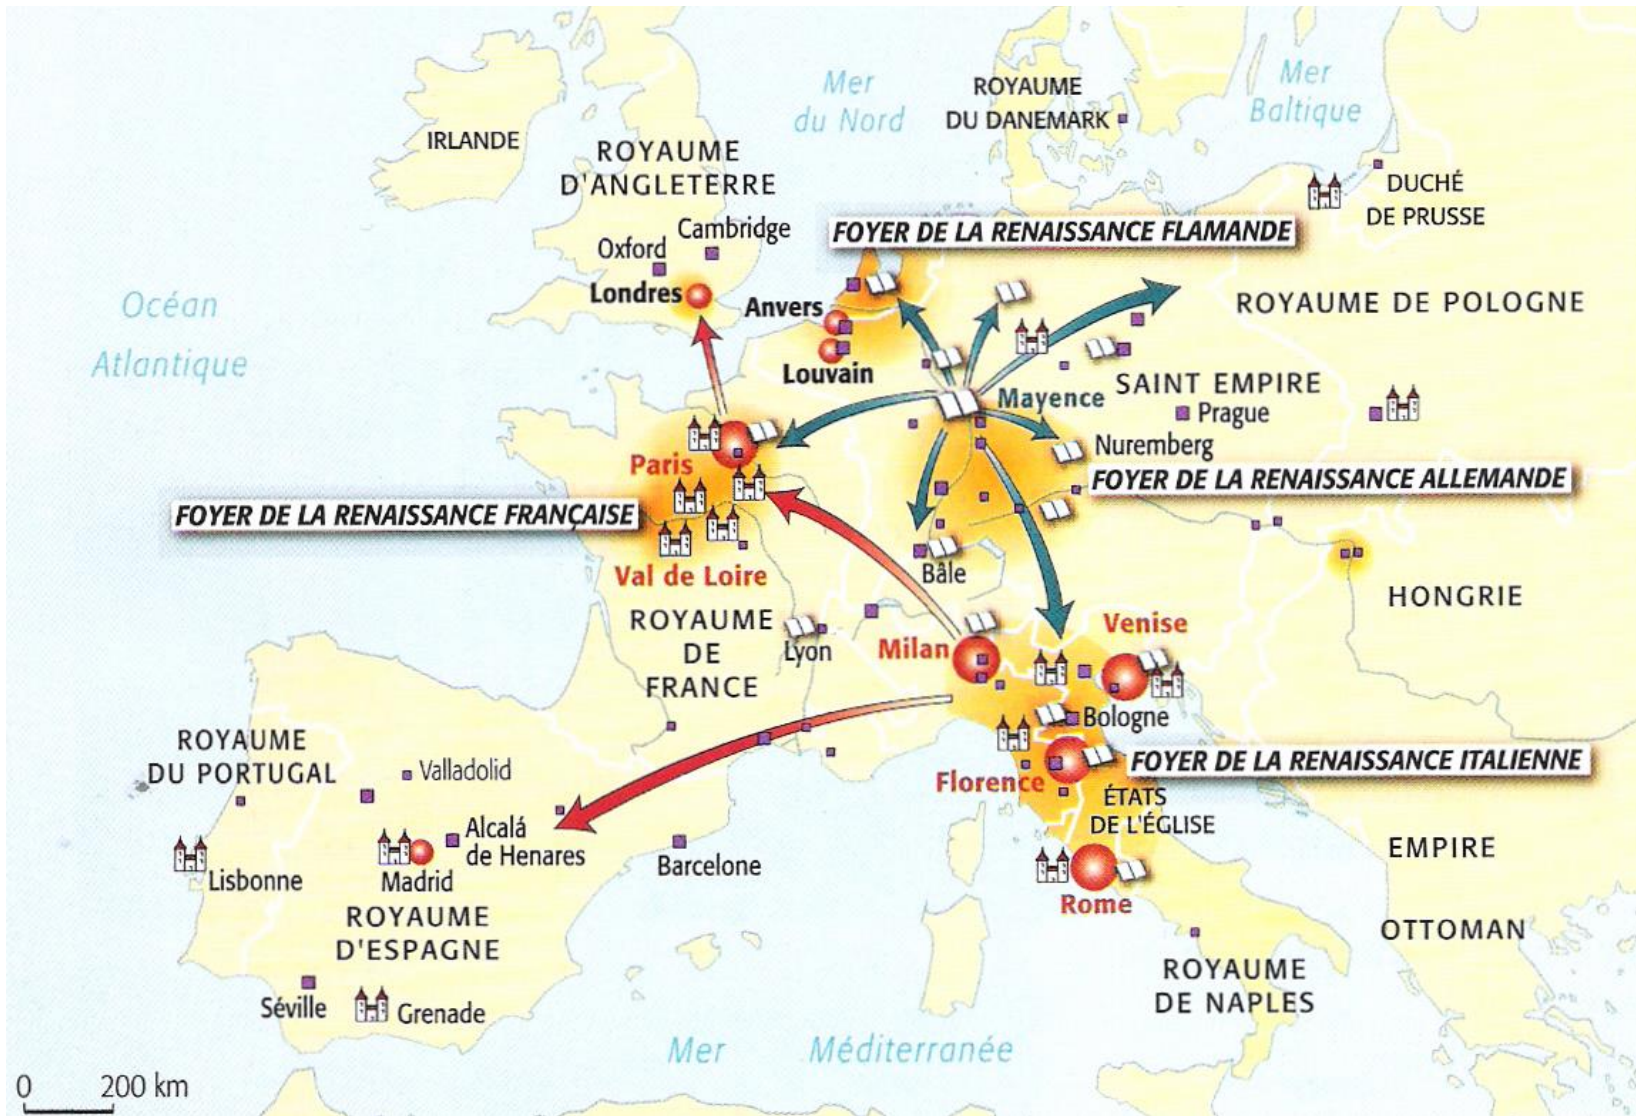 Mer
du Nord
ROYAUME
DU DANEMARK
Mer
Baltique
IRLANDE
ROYAUME
D'ANGLETERRE
DUCHÉ
DE PRUSSE
Cambridge
Oxford
Londres
FOYER DE LA RENAISSANCE FLAMANDE
Océan
Atlantique
Anvers
Louvain
ROYAUME DE POLOGNE
Mayence
SAINT EMPIRE
Prague
Nuremberg
Paris
FOYER DE LA RENAISSANCE ALLEMANDE
FOYER DE LA RENAISSANCE FRANÇAISE
Val de Loire
Bâle
HONGRIE
ROYAUME
DE
FRANCE
Lyon
Milan
Venise
Bologne
ROYAUME
DU PORTUGAL
Valladolid
Florence
FOYER DE LA RENAISSANCE ITALIENNE
ÉTATS
DE L'ÉGLISE
Alcalá
de Henares
Lisbonne
Madrid
Barcelone
EMPIRE
OTTOMAN
Rome
ROYAUME
D'ESPAGNE
ROYAUME
DE NAPLES
Séville
Grenade
Mer Méditerranée
0 200 km